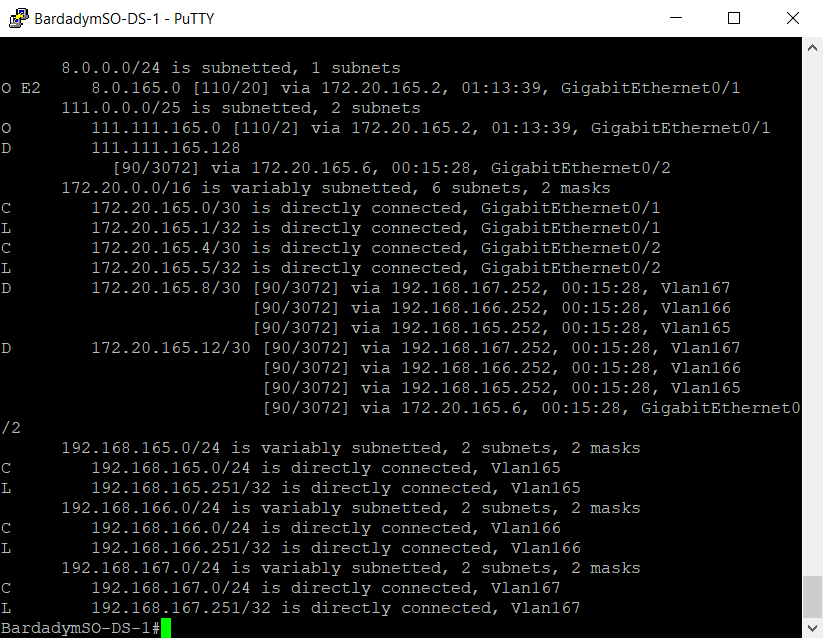 BardadymSO-DS-1 - PuTTY
      8.0.0.0/24 is subnetted, 1 subnets
O E2     8.0.165.0 [110/20] via 172.20.165.2, 01:13:39, GigabitEthernet0/1
      111.0.0.0/25 is subnetted, 2 subnets
O        111.111.165.0 [110/2] via 172.20.165.2, 01:13:39, GigabitEthernet0/1
D        111.111.165.128
           [90/3072] via 172.20.165.6, 00:15:28, GigabitEthernet0/2
      172.20.0.0/16 is variably subnetted, 6 subnets, 2 masks
C        172.20.165.0/30 is directly connected, GigabitEthernet0/1
L        172.20.165.1/32 is directly connected, GigabitEthernet0/1
C        172.20.165.4/30 is directly connected, GigabitEthernet0/2
L        172.20.165.5/32 is directly connected, GigabitEthernet0/2
D        172.20.165.8/30 [90/3072] via 192.168.167.252, 00:15:28, Vlan167
                         [90/3072] via 192.168.166.252, 00:15:28, Vlan166
                         [90/3072] via 192.168.165.252, 00:15:28, Vlan165
D        172.20.165.12/30 [90/3072] via 192.168.167.252, 00:15:28, Vlan167
                          [90/3072] via 192.168.166.252, 00:15:28, Vlan166
                          [90/3072] via 192.168.165.252, 00:15:28, Vlan165
                          [90/3072] via 172.20.165.6, 00:15:28, GigabitEthernet0
/2
      192.168.165.0/24 is variably subnetted, 2 subnets, 2 masks
C        192.168.165.0/24 is directly connected, Vlan165
L        192.168.165.251/32 is directly connected, Vlan165
      192.168.166.0/24 is variably subnetted, 2 subnets, 2 masks
C        192.168.166.0/24 is directly connected, Vlan166
L        192.168.166.251/32 is directly connected, Vlan166
      192.168.167.0/24 is variably subnetted, 2 subnets, 2 masks
C        192.168.167.0/24 is directly connected, Vlan167
L        192.168.167.251/32 is directly connected, Vlan167
BardadymSO-DS-1#